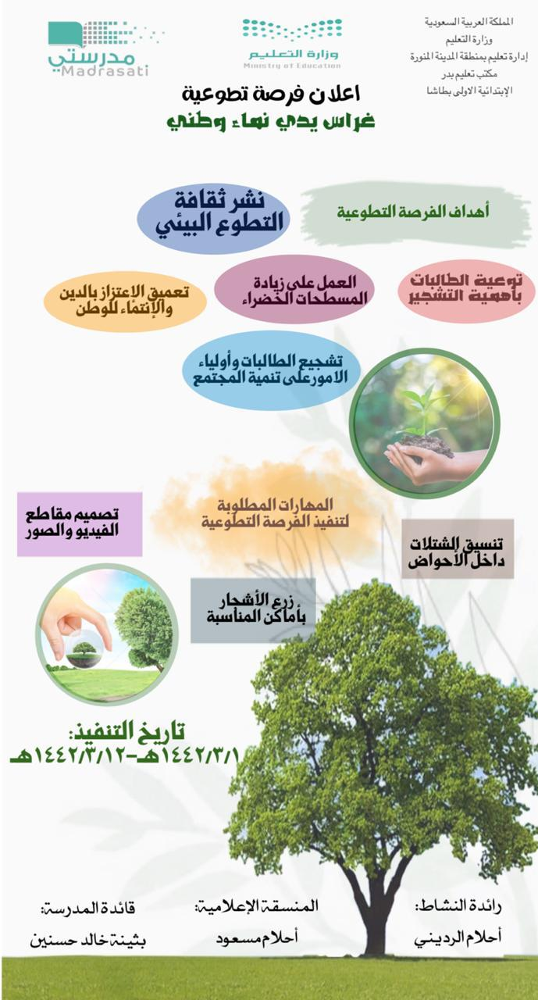 المملكة العربية السعودية
وزارة التعليم
إدارة تعليم بمنطقة المدينة المنورة
مكتب تعليم بدر
الإبتدائية الاولى بطاشا
وزارة التعليم
Ministry of Education
مدرستي
Madrasati
اعلان فرصة تطوعية
غراس يدي نماء وطني
أهداف الفرصة التطوعية
نشر ثقافة
التطوع البيئي
توعية الطالبات
بأهمية التشجير
العمل على زيادة
المسطحات الخضراء
تعميق الإعتزاز بالدين
والإنتماء للوطن
تشجيع الطالبات وأولياء
الامور على تنمية المجتمع
المهارات المطلوبة
لتنفيذ الفرصة التطوعية
تصميم مقاطع
الفيديو والصور
تنسيق الشتلات
داخل الأحواض
زرع الأشجار
بأماكن المناسبة
تاريخ التنفيذ:
١٤٤٢/٣/١هـ-١٤٤٢/٣/١٢هـ
رائدة النشاط:
أحلام الرديني
المنسقة الإعلامية:
أحلام مسعود
قائدة المدرسة:
بثينة خالد حسنين